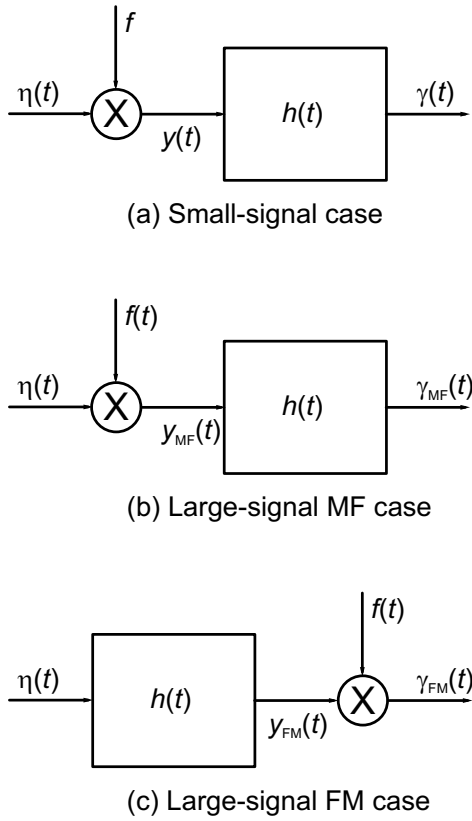 f
η(t)
X
y(t)
h(t)
γ(t)
(a) Small-signal case
f(t)
η(t)
X
y_MF(t)
h(t)
γ_MF(t)
(b) Large-signal MF case
f(t)
η(t)
h(t)
y_FM(t)
X
γ_FM(t)
(c) Large-signal FM case